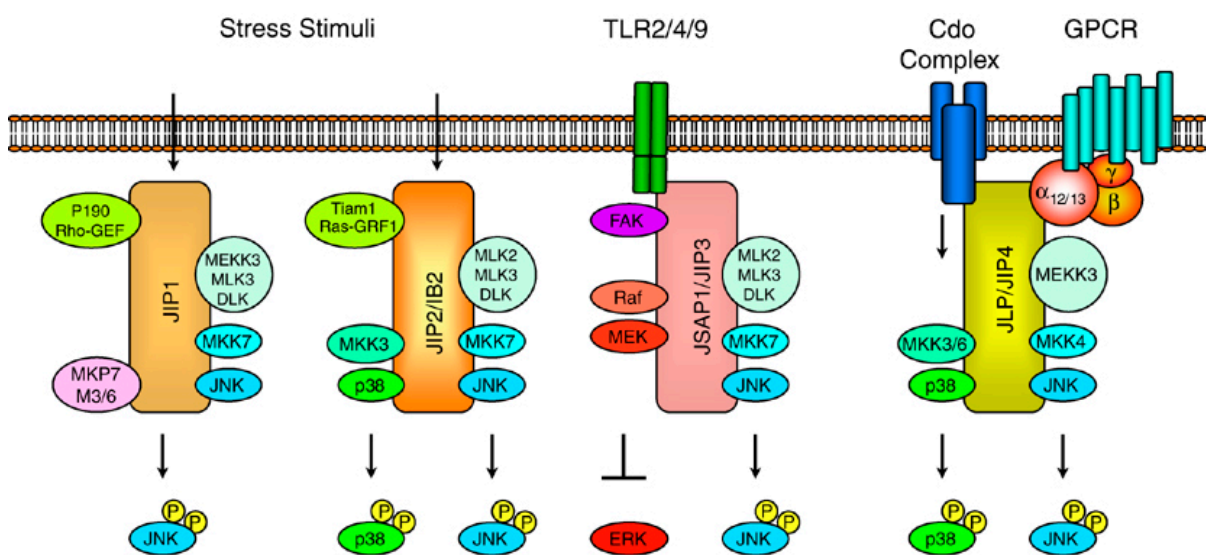 Stress Stimuli
TLR2/4/9
Cdo
Complex
GPCR
P190
Rho-GEF
MEKK3
MLK3
DLK
MKK7
JNK
MKP7
M3/6
JIP1
Tiam1
Ras-GRF1
MLK2
MLK3
DLK
MKK3
MKK7
p38
JNK
JIP2/IB2
FAK
Raf
MEK
MLK2
MLK3
DLK
MKK7
JNK
JSAP1/JIP3
α12/13
γ
β
MEKK3
MKK3/6
MKK4
p38
JNK
JLP/JIP4
P
P
JNK
P
P
p38
P
P
JNK
ERK
P
P
JNK
P
P
p38
P
P
JNK